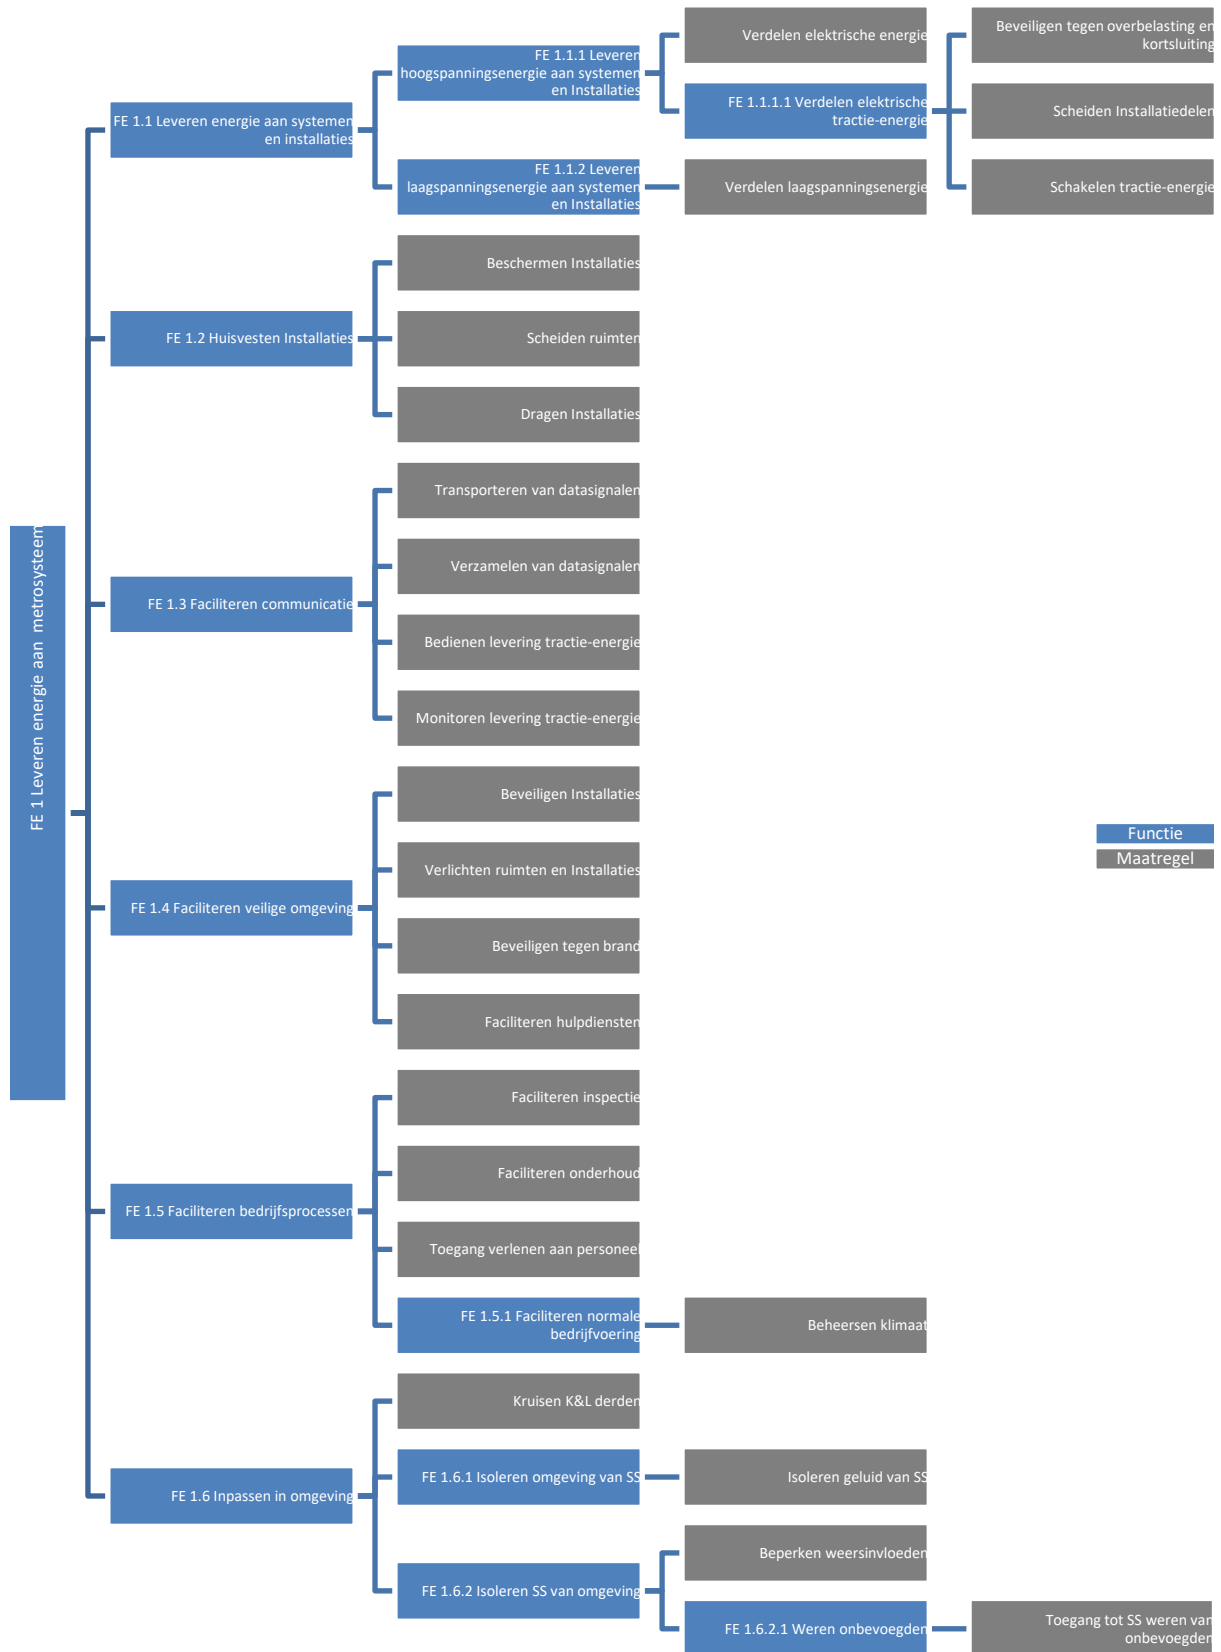 FE 1 Leveren energie aan metrosysteem
FE 1.1 Leveren energie aan systemen
en installaties
FE 1.1.1 Leveren
hoogspanningsenergie aan systemen
en Installaties
Verdelen elektrische energie
FE 1.1.1.1 Verdelen elektrische
tractie-energie
Beveiligen tegen overbelasting en
kortsluiting
Scheiden Installatiedelen
Schakelen tractie-energie
FE 1.1.2 Leveren
laagspanningsenergie aan systemen
en Installaties
Verdelen laagspanningsenergie
FE 1.2 Huisvesten Installaties
Beschermen Installaties
Scheiden ruimten
Dragen Installaties
FE 1.3 Faciliteren communicatie
Transporteren van datasignalen
Verzamelen van datasignalen
Bedienen levering tractie-energie
Monitoren levering tractie-energie
FE 1.4 Faciliteren veilige omgeving
Beveiligen Installaties
Verlichten ruimten en Installaties
Beveiligen tegen brand
Faciliteren hulpdiensten
Functie
Maatregel
FE 1.5 Faciliteren bedrijfsprocessen
Faciliteren inspectie
Faciliteren onderhoud
Toegang verlenen aan personeel
FE 1.5.1 Faciliteren normale
bedrijfvoering
Beheersen klimaat
FE 1.6 Inpassen in omgeving
Kruisen K&L derden
FE 1.6.1 Isoleren omgeving van SS
Isoleren geluid van SS
FE 1.6.2 Isoleren SS van omgeving
Beperken weersinvloeden
FE 1.6.2.1 Weren onbevoegden
Toegang tot SS weren van
onbevoegden